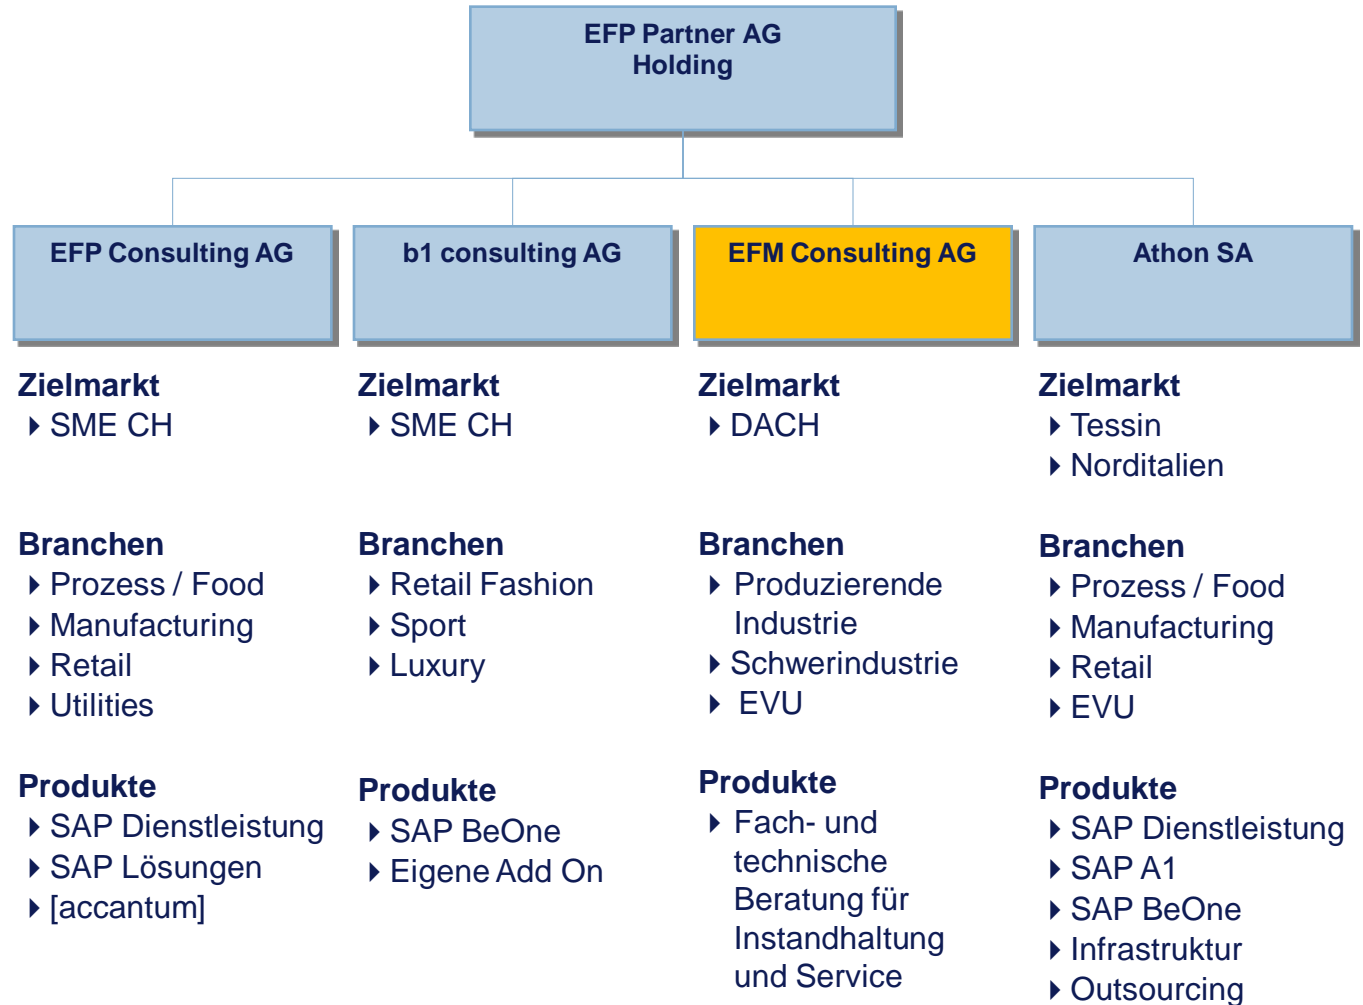 EFP Partner AG
Holding
EFP Consulting AG
b1 consulting AG
EFM Consulting AG
Athon SA
Zielmarkt
SME CH
Branchen
Prozess / Food
Manufacturing
Retail
Utilities
Produkte
SAP Dienstleistung
SAP Lösungen
[accantum]
Zielmarkt
SME CH
Branchen
Retail Fashion
Sport
Luxury
Produkte
SAP BeOne
Eigene Add On
Zielmarkt
DACH
Branchen
Produzierende
Industrie
Schwerindustrie
EVU
Produkte
Fach- und
technische
Beratung für
Instandhaltung
und Service
Zielmarkt
Tessin
Norditalien
Branchen
Prozess / Food
Manufacturing
Retail
EVU
Produkte
SAP Dienstleistung
SAP A1
SAP BeOne
Infrastruktur
Outsourcing